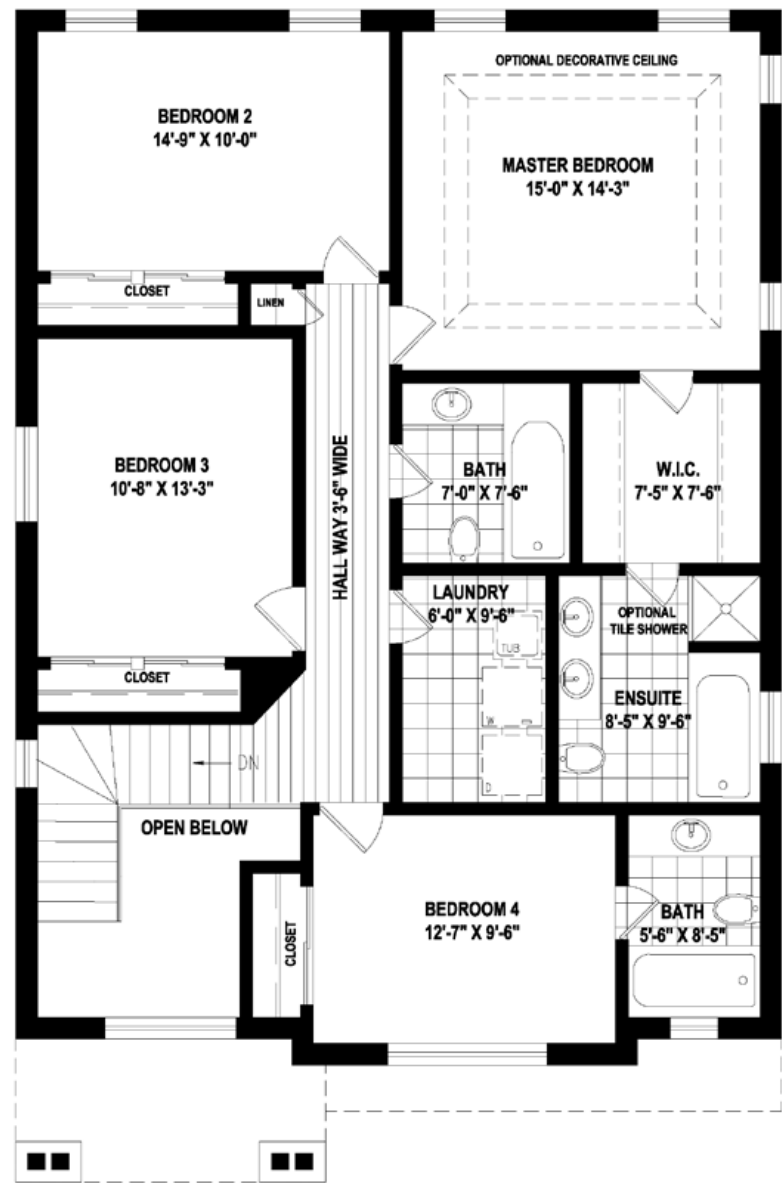 OPTIONAL DECORATIVE CEILING
BEDROOM 2
14'-9" X 10'-0"
MASTER BEDROOM
15'-0" X 14'-3"
CLOSET
LINEN
BEDROOM 3
10'-8" X 13'-3"
HALL WAY 3'-6" WIDE
BATH
7'-0" X 7'-6"
W.I.C.
7'-5" X 7'-6"
LAUNDRY
6'-0" X 9'-6"
TUB
W
D
OPTIONAL
TILE SHOWER
ENSUITE
8'-5" X 9'-6"
CLOSET
DN
OPEN BELOW
CLOSET
BEDROOM 4
12'-7" X 9'-6"
BATH
5'-6" X 8'-5"